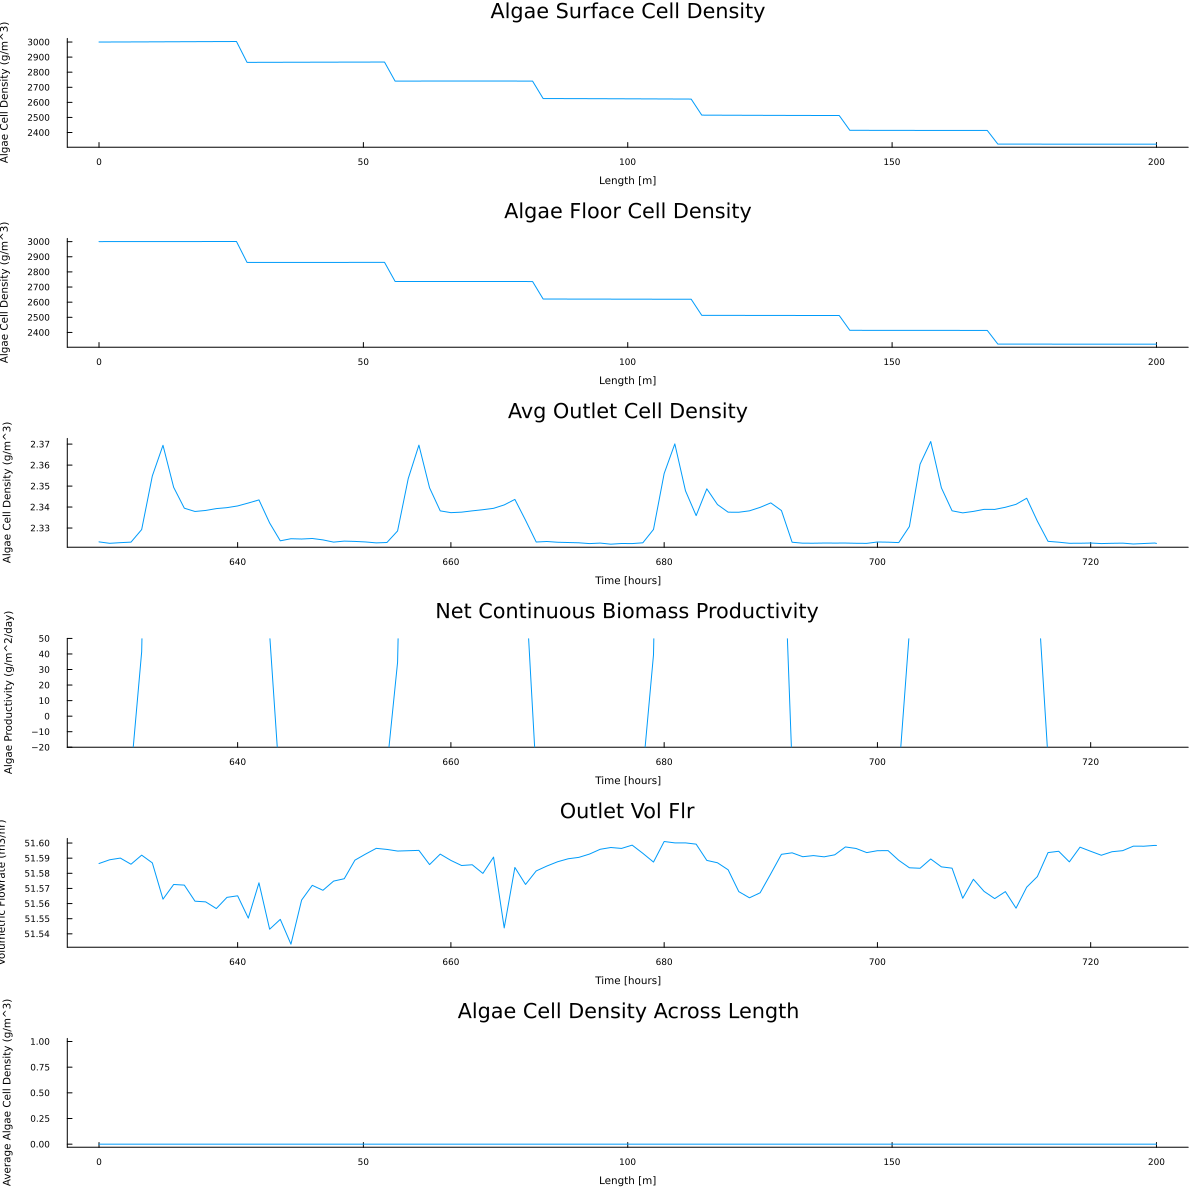 Algae Surface Cell Density
Algae Cell Density (g/m^3)
3000
2900
2800
2700
2600
2500
2400
0 50 100 150 200
Length [m]
Algae Floor Cell Density
Algae Cell Density (g/m^3)
3000
2900
2800
2700
2600
2500
2400
0 50 100 150 200
Length [m]
Avg Outlet Cell Density
Algae Cell Density (g/m^3)
2.37
2.36
2.35
2.34
2.33
640 660 680 700 720
Time [hours]
Net Continuous Biomass Productivity
Algae Productivity (g/m^2/day)
50
40
30
20
10
0
−10
−20
640 660 680 700 720
Time [hours]
Outlet Vol Flr
Volumetric Flowrate (m3/hr)
51.60
51.59
51.58
51.57
51.56
51.55
51.54
640 660 680 700 720
Time [hours]
Algae Cell Density Across Length
Average Algae Cell Density (g/m^3)
1.00
0.75
0.50
0.25
0.00
0 50 100 150 200
Length [m]